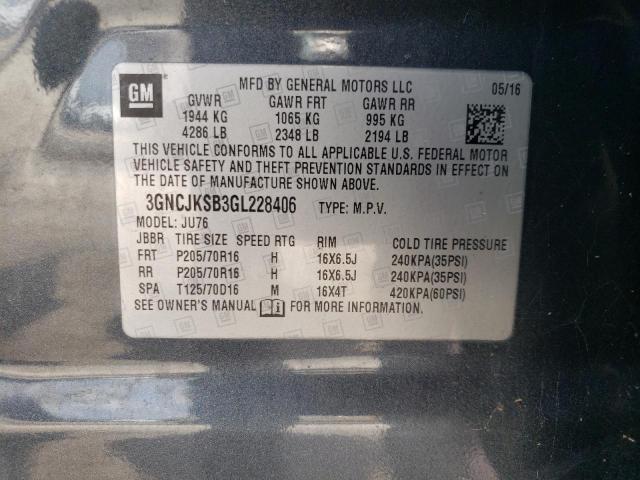 GM
MFD BY GENERAL MOTORS LLC 05/16
GVWR GAWR FRT GAWR RR
1944 KG 1065 KG 995 KG
4286 LB 2348 LB 2194 LB
THIS VEHICLE CONFORMS TO ALL APPLICABLE U.S. FEDERAL MOTOR
VEHICLE SAFETY AND THEFT PREVENTION STANDARDS IN EFFECT ON
THE DATE OF MANUFACTURE SHOWN ABOVE.
3GNCJKSB3GL228406 TYPE: M.P.V.
MODEL: JU76
JBBR TIRE SIZE SPEED RTG RIM COLD TIRE PRESSURE
FRT P205/70R16 H 16X6.5J 240KPA(35PSI)
RR P205/70R16 H 16X6.5J 240KPA(35PSI)
SPA T125/70D16 M 16X4T 420KPA(60PSI)
SEE OWNER'S MANUAL FOR MORE INFORMATION.